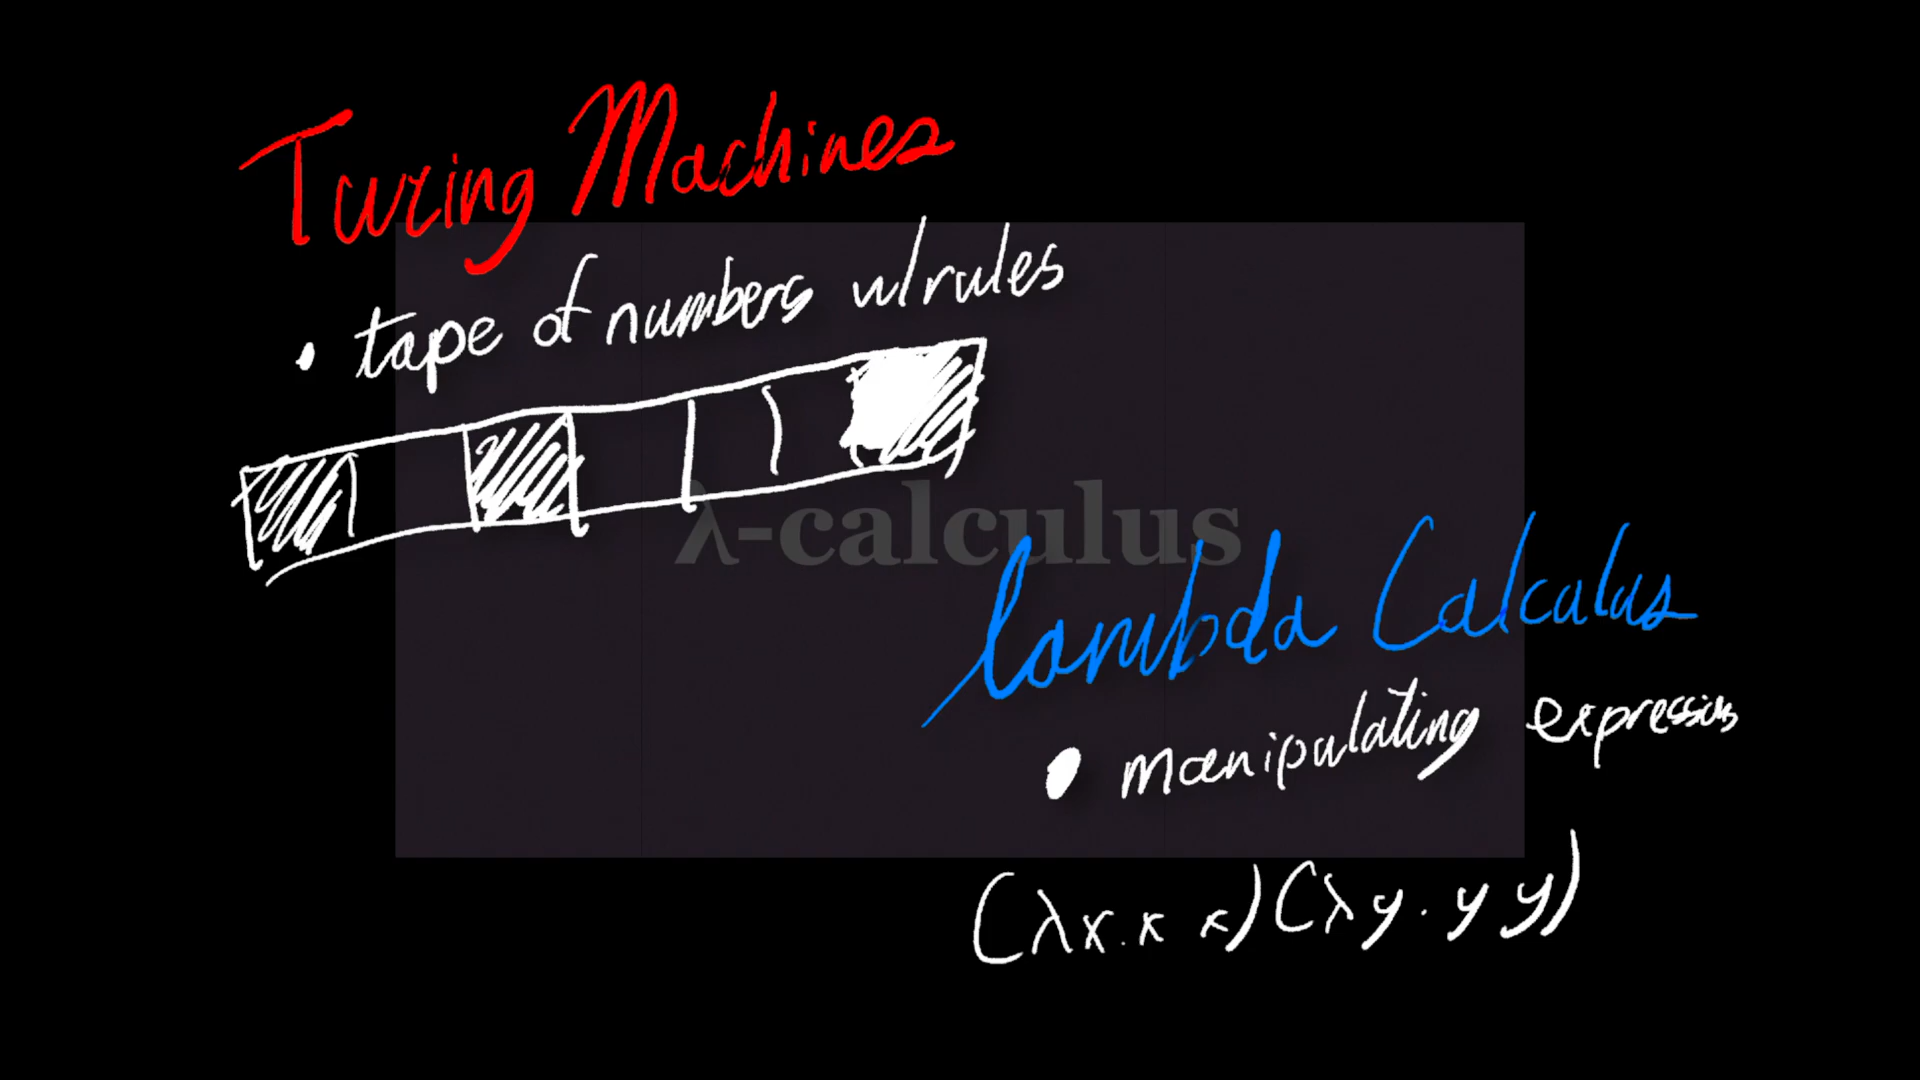 Turing Machines
• tape of numbers w/rules
λ-calculus
lambda Calculus
• manipulating expressions
(λx.x x)(λy.y y)